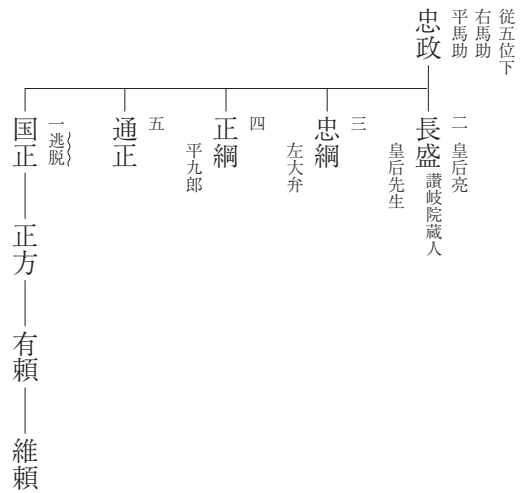 従五位下
右馬助
平馬助
忠政
二 皇后亮
長盛 讃岐院蔵人
皇后先生
三
忠綱
左大弁
四
正綱
平九郎
五
通正
一逃脱
国正
正方
有頼
維頼